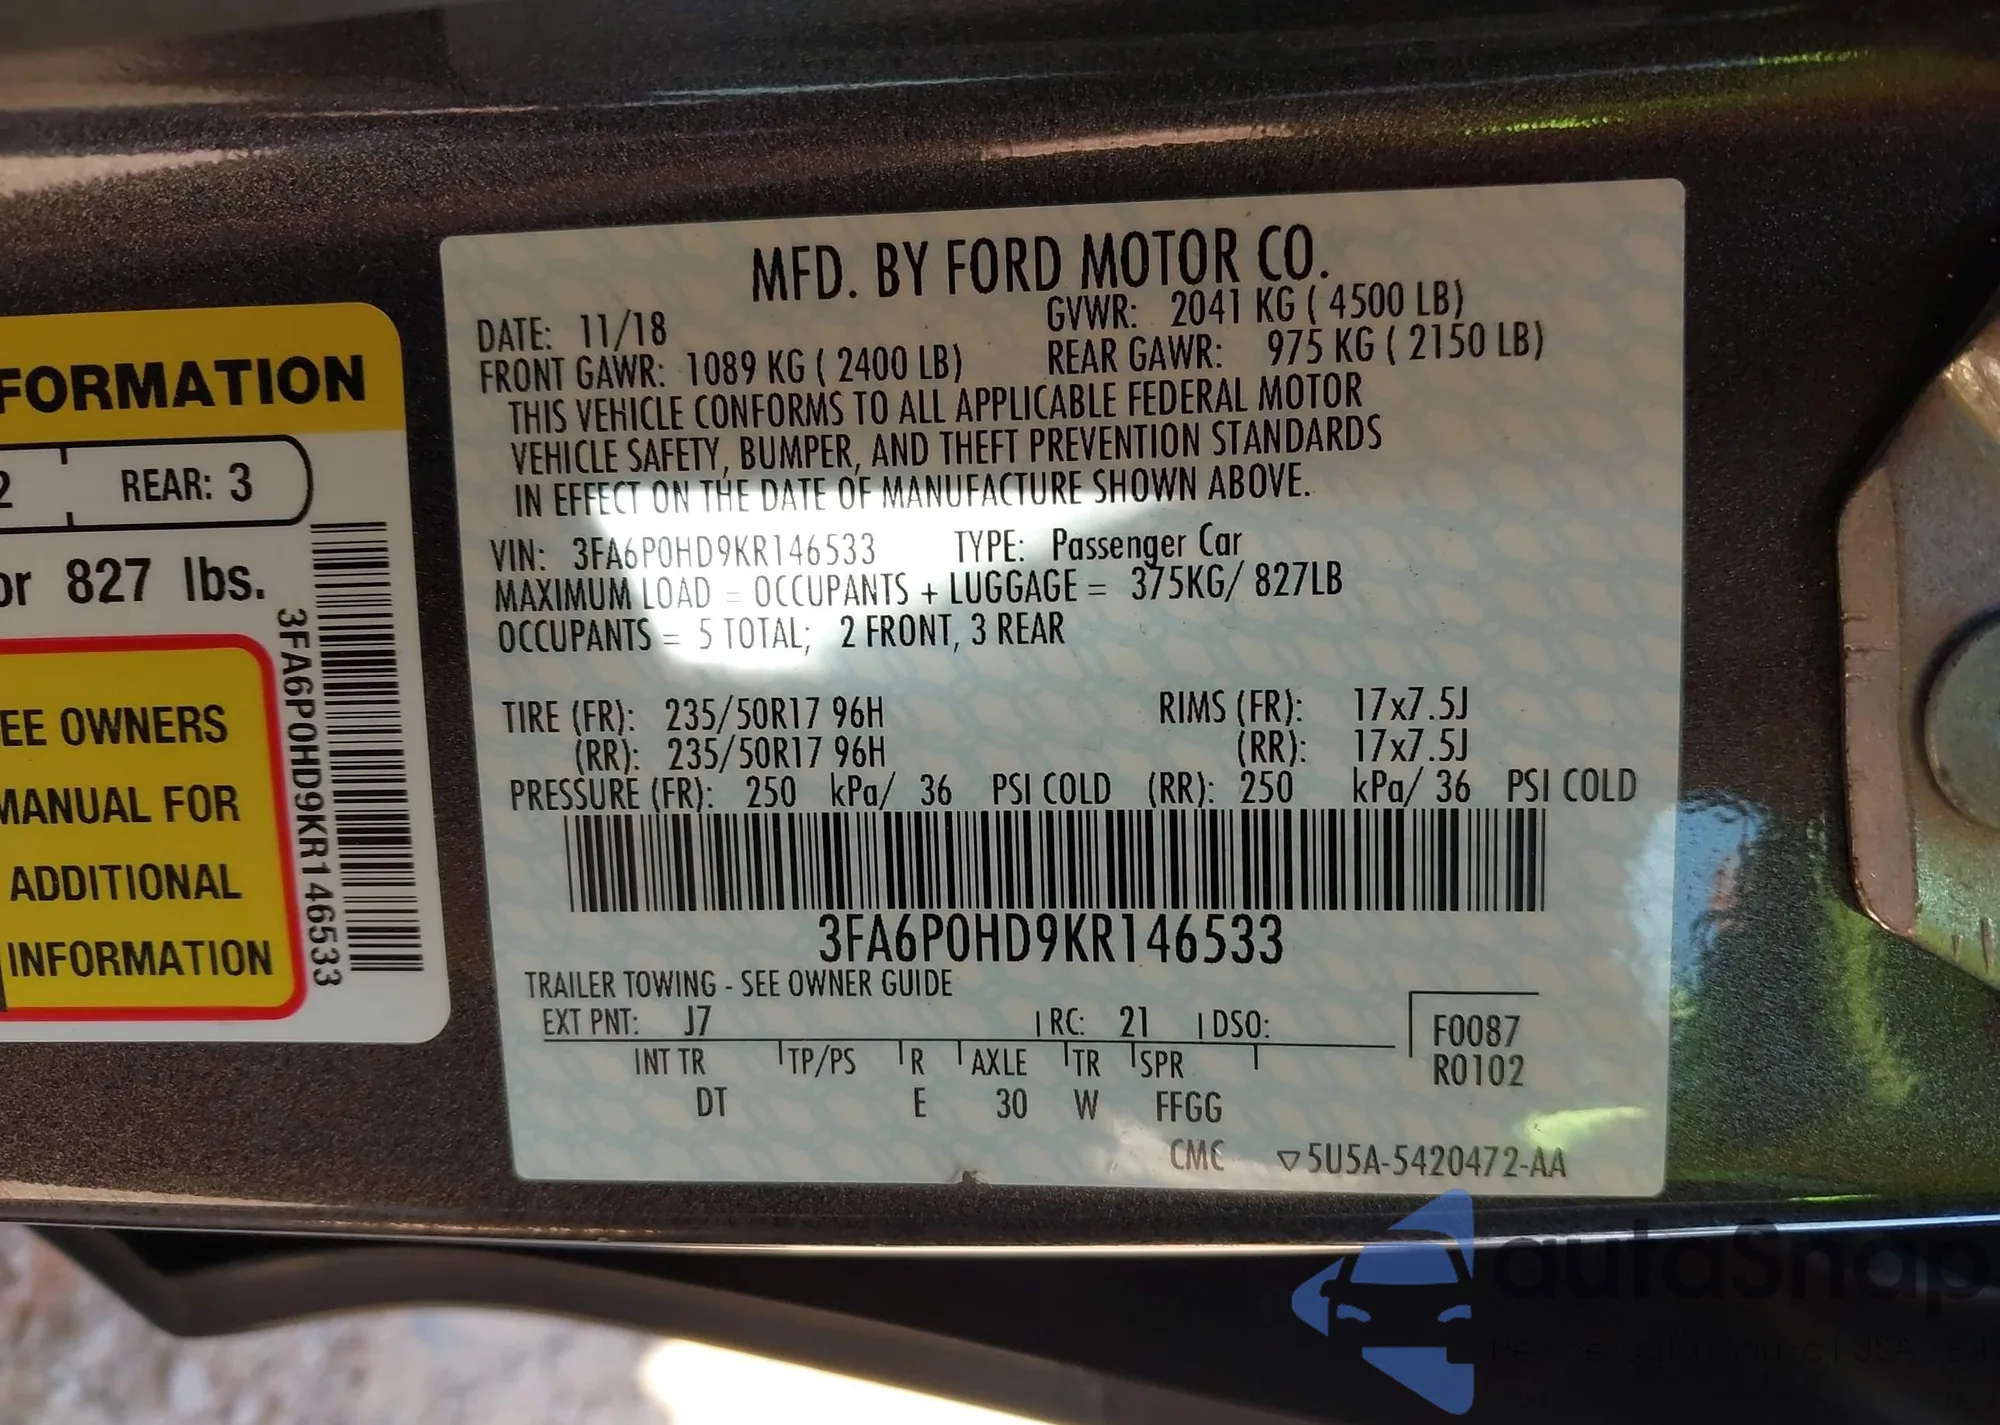 FORMATION
2 REAR: 3
or 827 lbs.
3FA6P0HD9KR146533
EE OWNERS
MANUAL FOR
ADDITIONAL
INFORMATION
MFD. BY FORD MOTOR CO.
DATE: 11/18 GVWR: 2041 KG ( 4500 LB)
FRONT GAWR: 1089 KG ( 2400 LB) REAR GAWR: 975 KG ( 2150 LB)
THIS VEHICLE CONFORMS TO ALL APPLICABLE FEDERAL MOTOR
VEHICLE SAFETY, BUMPER, AND THEFT PREVENTION STANDARDS
IN EFFECT ON THE DATE OF MANUFACTURE SHOWN ABOVE.
VIN: 3FA6P0HD9KR146533 TYPE: Passenger Car
MAXIMUM LOAD = OCCUPANTS + LUGGAGE = 375KG/ 827LB
OCCUPANTS = 5 TOTAL; 2 FRONT, 3 REAR
TIRE (FR): 235/50R17 96H RIMS (FR): 17x7.5J
(RR): 235/50R17 96H (RR): 17x7.5J
PRESSURE (FR): 250 kPa/ 36 PSI COLD (RR): 250 kPa/ 36 PSI COLD
3FA6P0HD9KR146533
TRAILER TOWING - SEE OWNER GUIDE
EXT PNT: J7 RC: 21 DSO: F0087
INT TR TP/PS R AXLE TR SPR R0102
DT E 30 W FFGG
CMC ▽5U5A-5420472-AA